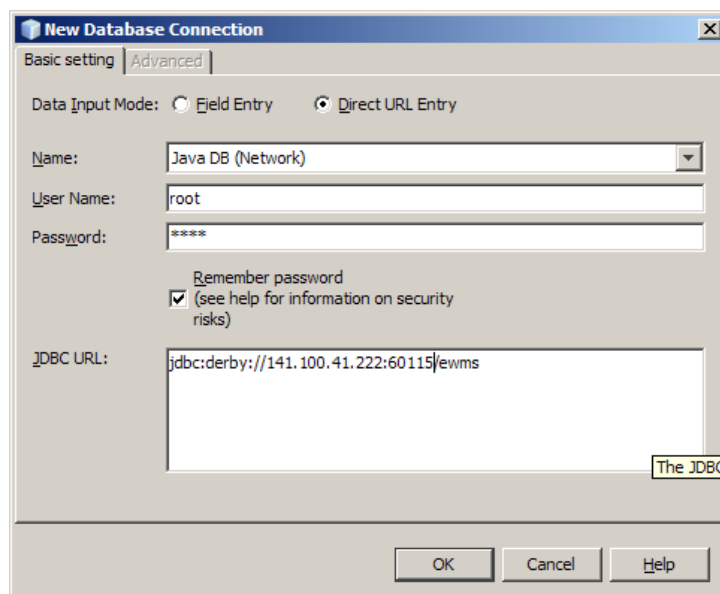 New Database Connection
Basic setting Advanced
Data Input Mode: Field Entry Direct URL Entry
Name: Java DB (Network)
User Name: root
Password: ****
Remember password
(see help for information on security
risks)
JDBC URL: jdbc:derby://141.100.41.222:60115/ewms
The JDBC
OK Cancel Help